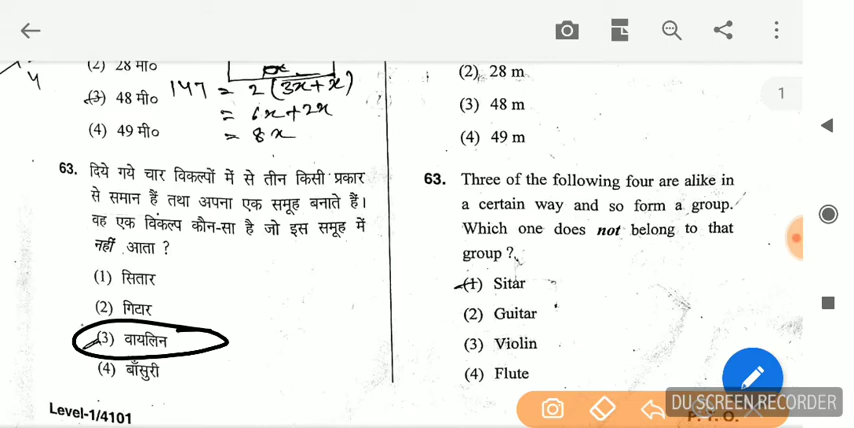 (2) 28 मी०
(3) 48 मी०
(4) 49 मी०
4
147 = 2 (3x+x)
= 6x+2x
= 8x
63. दिये गये चार विकल्पों में से तीन किसी प्रकार
से समान हैं तथा अपना एक समूह बनाते हैं।
वह एक विकल्प कौन-सा है जो इस समूह में
नहीं आता ?
(1) सितार
(2) गिटार
(3) वायलिन
(4) बाँसुरी
Level-1/4101
(2) 28 m
(3) 48 m
(4) 49 m
63. Three of the following four are alike in
a certain way and so form a group.
Which one does not belong to that
group ?
(1) Sitar
(2) Guitar
(3) Violin
(4) Flute
P. T. O.
1
DU SCREEN RECORDER